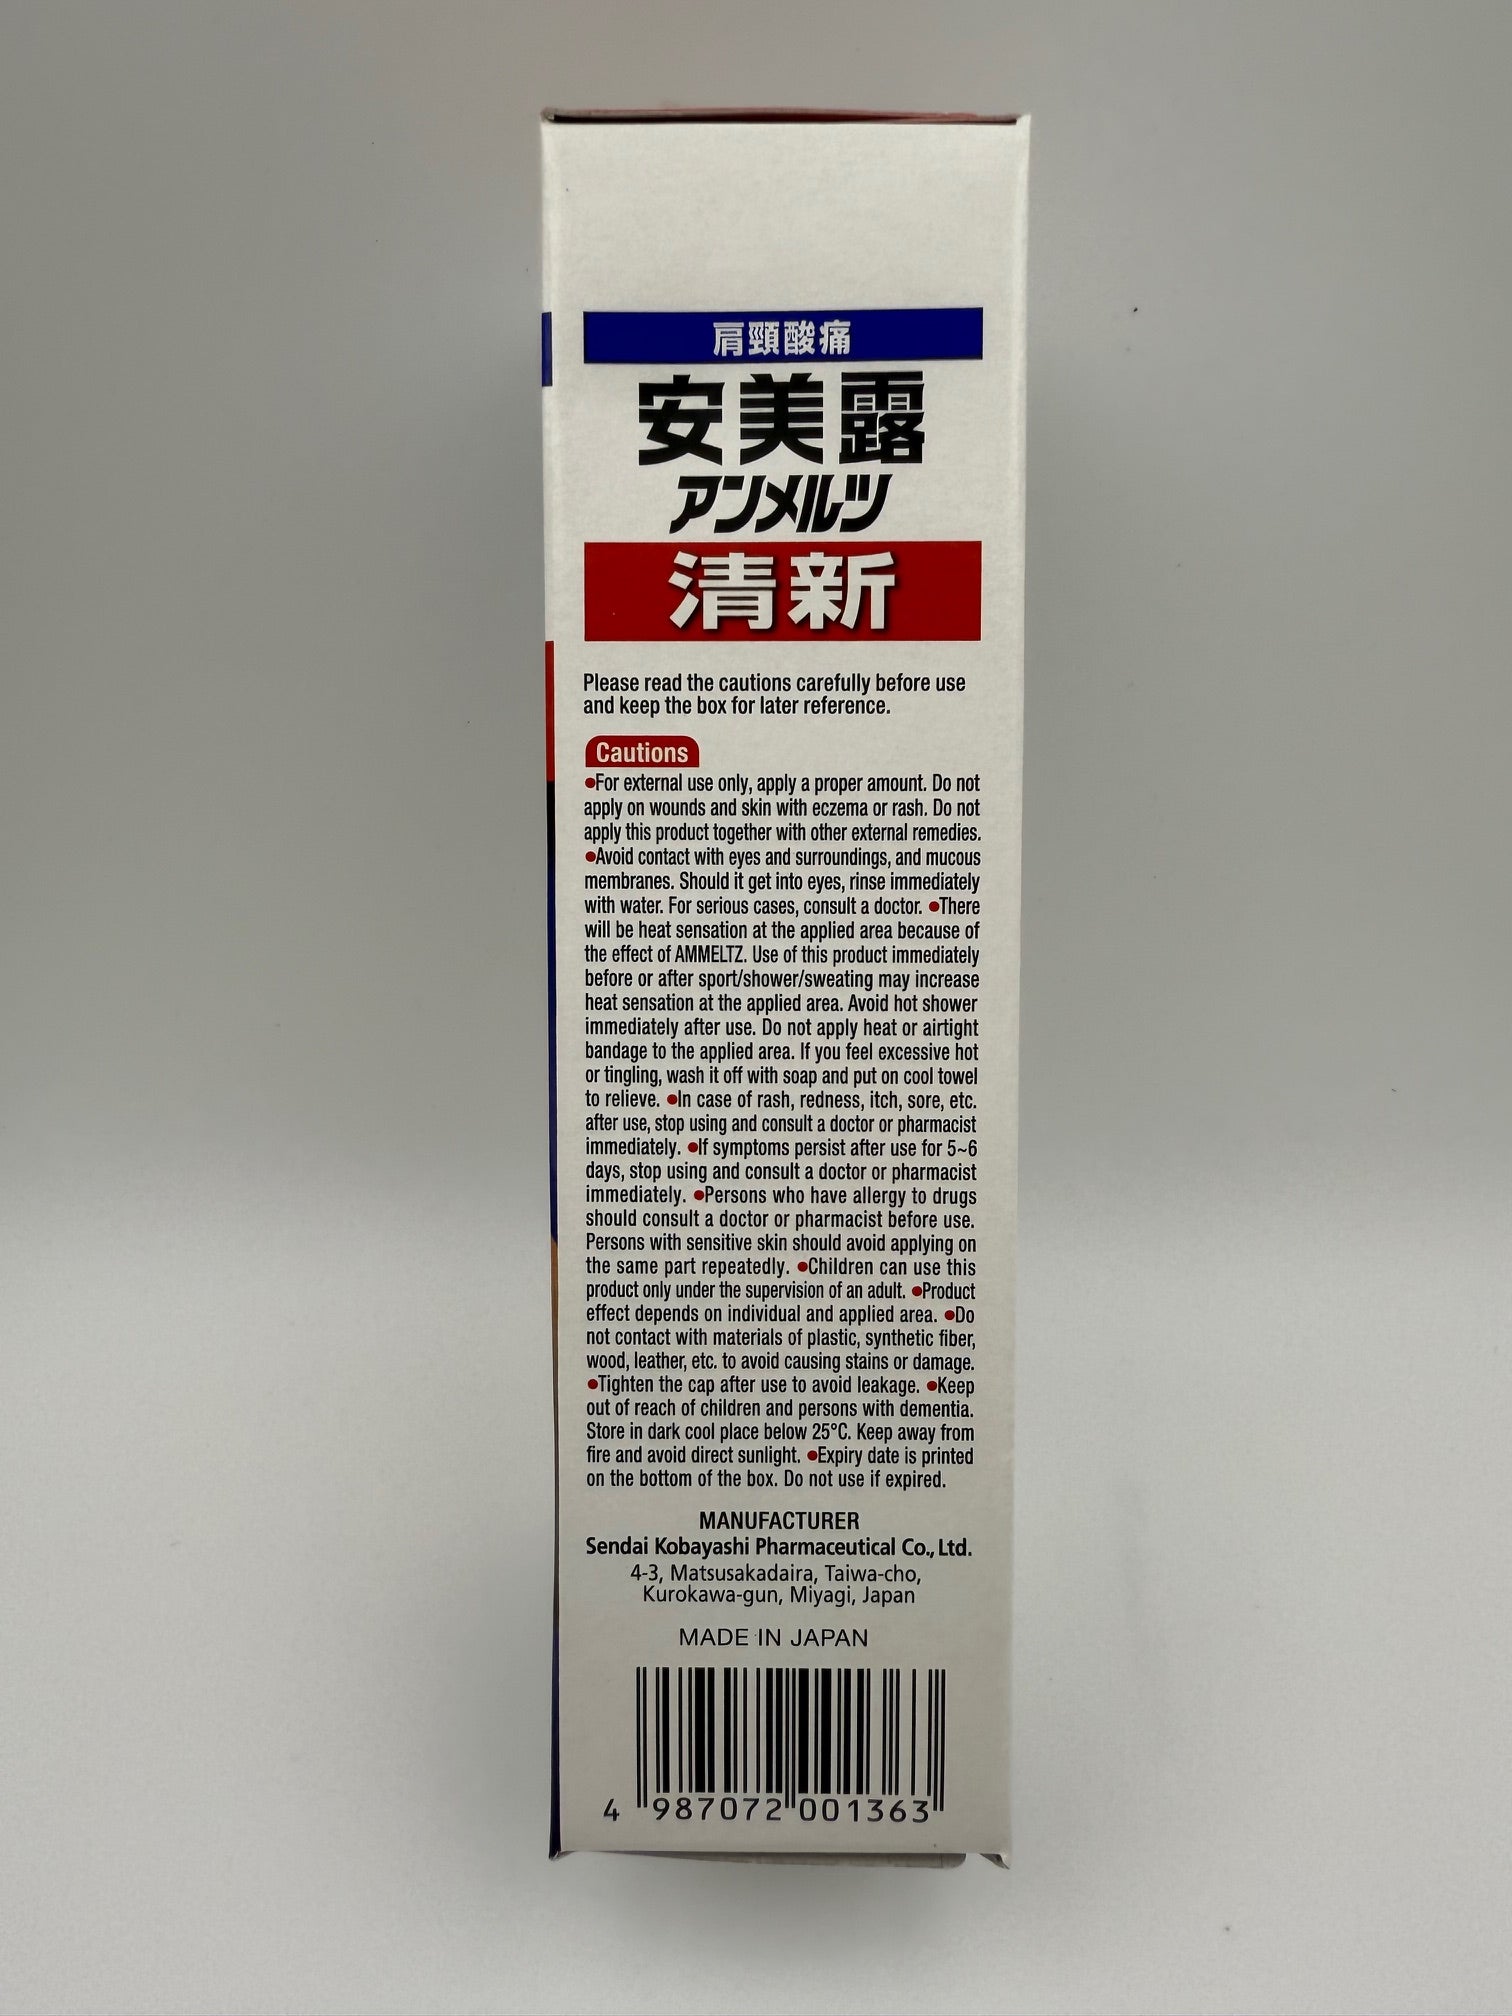 肩頸酸痛
安美露
アンメルツ
清新
Please read the cautions carefully before use
and keep the box for later reference.
Cautions
●For external use only, apply a proper amount. Do not
apply on wounds and skin with eczema or rash. Do not
apply this product together with other external remedies.
●Avoid contact with eyes and surroundings, and mucous
membranes. Should it get into eyes, rinse immediately
with water. For serious cases, consult a doctor. ●There
will be heat sensation at the applied area because of
the effect of AMMELTZ. Use of this product immediately
before or after sport/shower/sweating may increase
heat sensation at the applied area. Avoid hot shower
immediately after use. Do not apply heat or airtight
bandage to the applied area. If you feel excessive hot
or tingling, wash it off with soap and put on cool towel
to relieve. ●In case of rash, redness, itch, sore, etc.
after use, stop using and consult a doctor or pharmacist
immediately. ●If symptoms persist after use for 5~6
days, stop using and consult a doctor or pharmacist
immediately. ●Persons who have allergy to drugs
should consult a doctor or pharmacist before use.
Persons with sensitive skin should avoid applying on
the same part repeatedly. ●Children can use this
product only under the supervision of an adult. ●Product
effect depends on individual and applied area. ●Do
not contact with materials of plastic, synthetic fiber,
wood, leather, etc. to avoid causing stains or damage.
●Tighten the cap after use to avoid leakage. ●Keep
out of reach of children and persons with dementia.
Store in dark cool place below 25°C. Keep away from
fire and avoid direct sunlight. ●Expiry date is printed
on the bottom of the box. Do not use if expired.
MANUFACTURER
Sendai Kobayashi Pharmaceutical Co., Ltd.
4-3, Matsusakadaira, Taiwa-cho,
Kurokawa-gun, Miyagi, Japan
MADE IN JAPAN
4 987072 001363